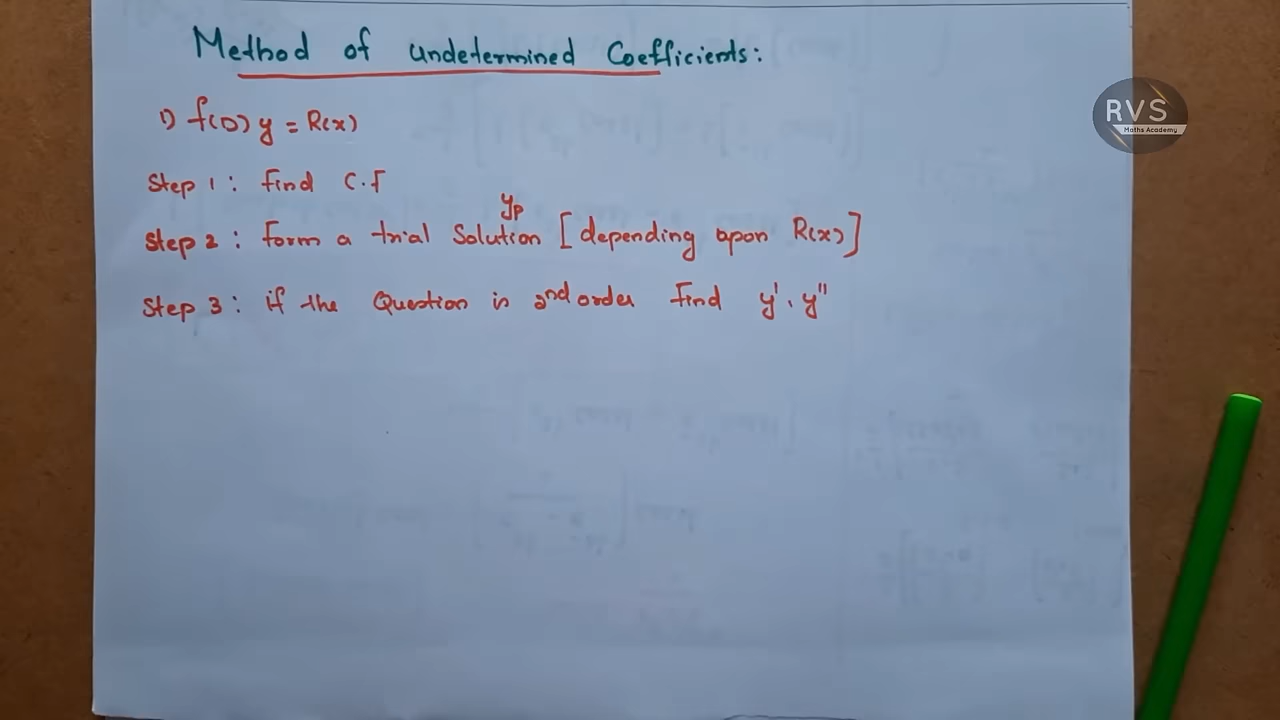 Method of undetermined Coefficients:
1) f(D) y = R(x)
Step 1 : find C.F
yp
Step 2 : form a trial Solution [depending upon R(x)]
Step 3 : if the Question is 2nd order find y', y"
RVS
Maths Academy